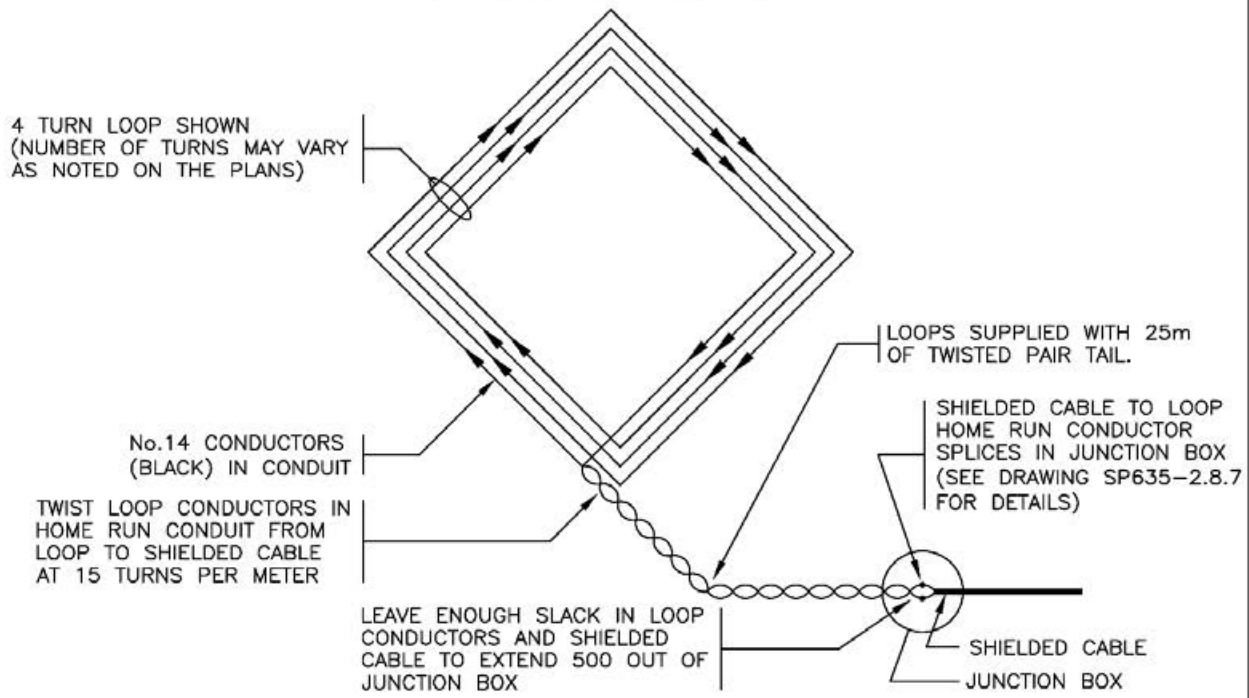 4 TURN LOOP SHOWN
(NUMBER OF TURNS MAY VARY
AS NOTED ON THE PLANS)
LOOPS SUPPLIED WITH 25m
OF TWISTED PAIR TAIL.
No.14 CONDUCTORS
(BLACK) IN CONDUIT
SHIELDED CABLE TO LOOP
HOME RUN CONDUCTOR
SPLICES IN JUNCTION BOX
(SEE DRAWING SP635-2.8.7
FOR DETAILS)
TWIST LOOP CONDUCTORS IN
HOME RUN CONDUIT FROM
LOOP TO SHIELDED CABLE
AT 15 TURNS PER METER
LEAVE ENOUGH SLACK IN LOOP
CONDUCTORS AND SHIELDED
CABLE TO EXTEND 500 OUT OF
JUNCTION BOX
SHIELDED CABLE
JUNCTION BOX